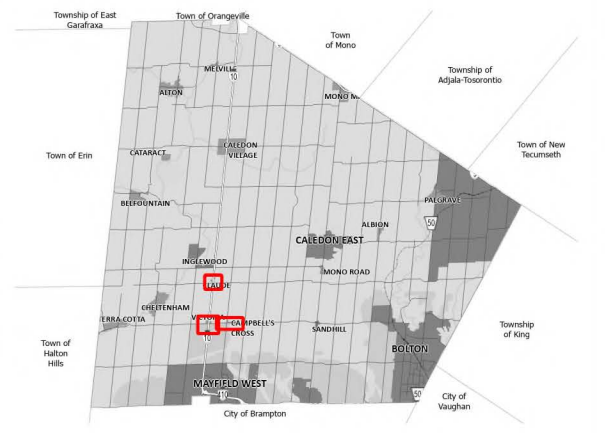 Township of East
Garafraxa
Town of Orangeville
Town
of Mono
MELVILLE
10
Township of
Adjala-Tosorontio
ALTON
MONO M
Town of New
Tecumseth
Town of Erin
CATARACT
CALEDON
VILLAGE
BELFOUNTAIN
PALGRAVE
50
ALBION
CALEDON EAST
INGLEWOOD
MONO ROAD
CHELTENHAM
ERRA COTTA
CAMPBELL'S
CROSS
SANDHILL
10
Township
of King
Town of
Halton
Hills
BOLTON
MAYFIELD WEST
410
50
City of
Vaughan
City of Brampton